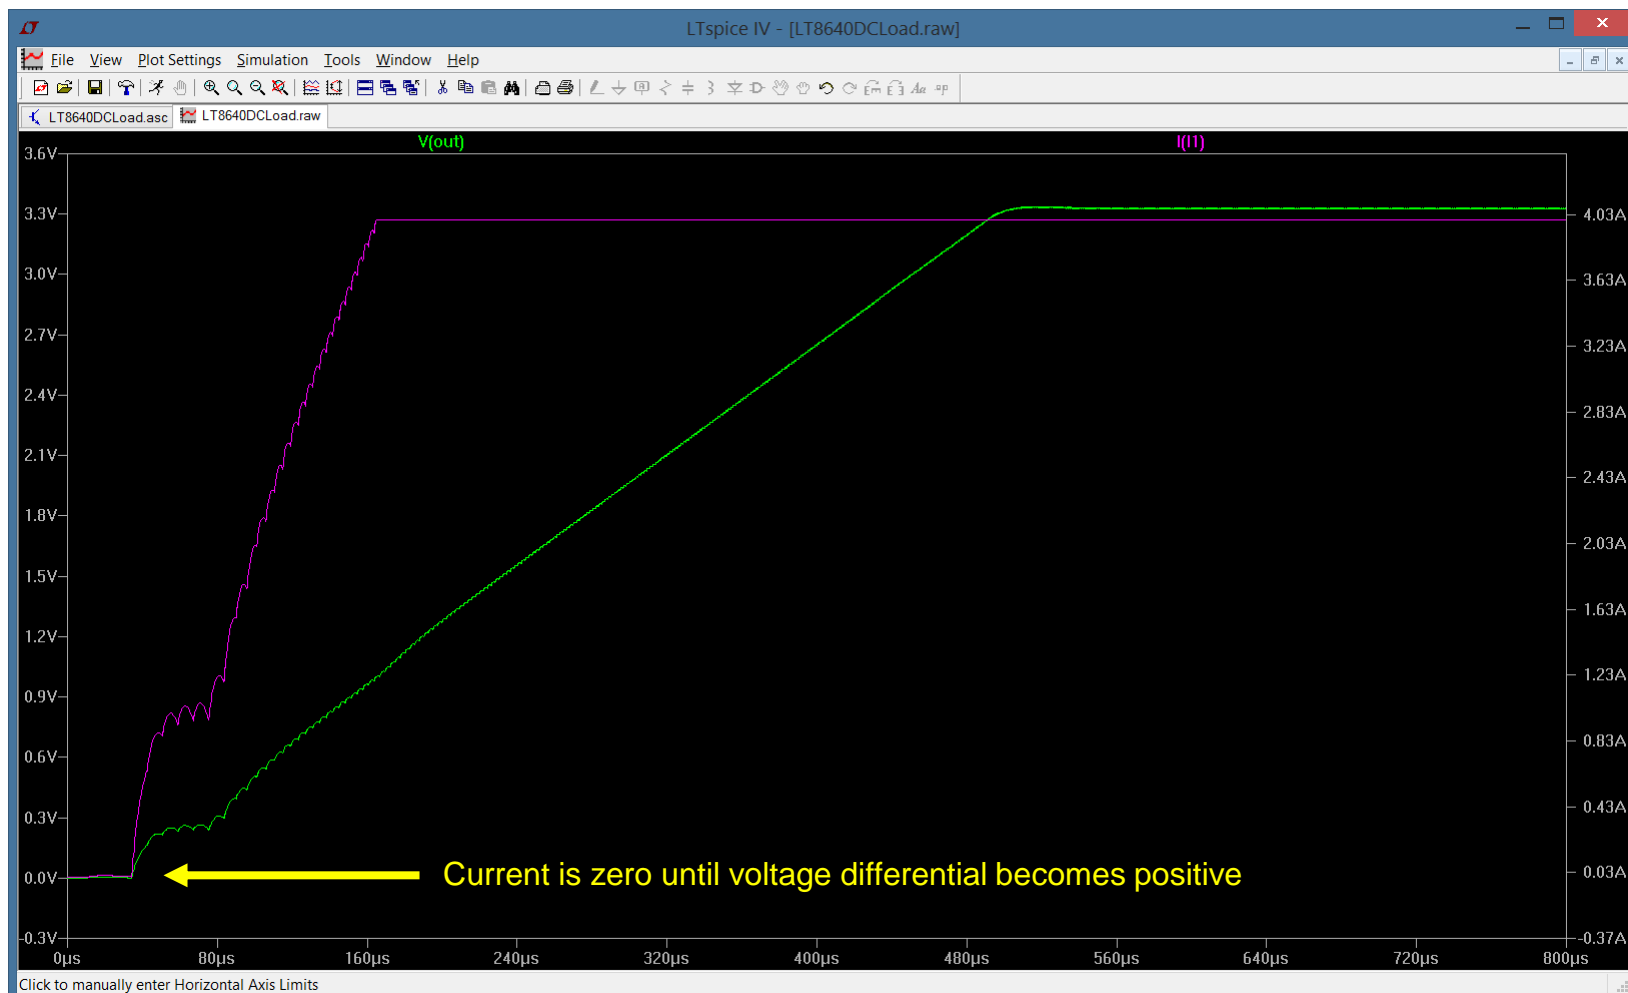 LTspice IV - [LT8640DCLoad.raw]
File View Plot Settings Simulation Tools Window Help
LT8640DCLoad.asc LT8640DCLoad.raw
V(out) I(I1)
3.6V
3.3V 4.03A
3.0V 3.63A
2.7V 3.23A
2.4V 2.83A
2.1V 2.43A
1.8V 2.03A
1.5V 1.63A
1.2V 1.23A
0.9V 0.83A
0.6V 0.43A
0.3V 0.03A
0.0V Current is zero until voltage differential becomes positive
-0.3V -0.37A
0µs 80µs 160µs 240µs 320µs 400µs 480µs 560µs 640µs 720µs 800µs
Click to manually enter Horizontal Axis Limits